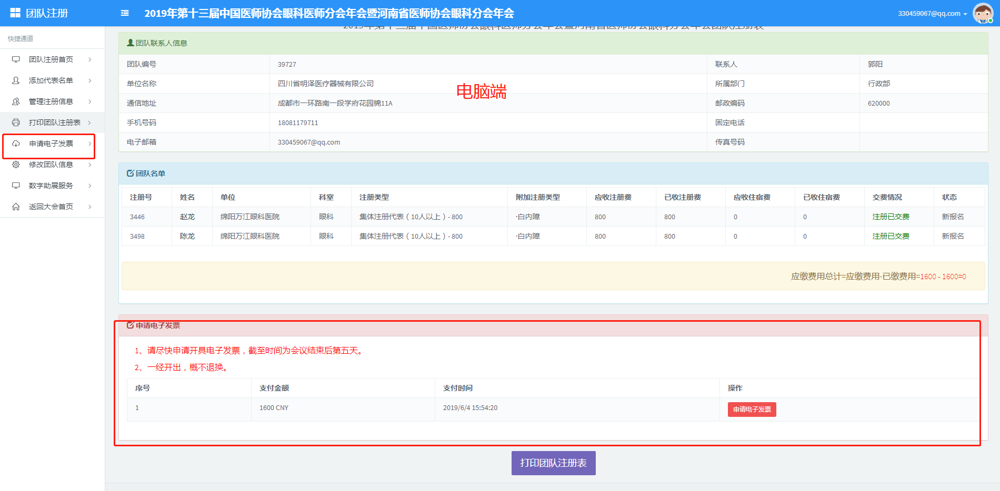 团队注册
2019年第十三届中国医师协会眼科医师分会年会暨河南省医师协会眼科分会年会
330459067@qq.com
快捷通道
团队注册首页
添加代表名单
管理注册信息
打印团队注册表
申请电子发票
修改团队信息
数字助展服务
返回大会首页
2019年第十三届中国医师协会眼科医师分会年会暨河南省医师协会眼科分会年会团队注册表
团队联系人信息
团队编号 39727 联系人 郭阳
单位名称 四川省明泽医疗器械有限公司 所属部门 行政部
电脑端
通信地址 成都市一环路南一段学府花园锦11A 邮政编码 620000
手机号码 18081179711 固定电话
电子邮箱 330459067@qq.com 传真号码
团队名单
注册号 姓名 单位 科室 注册类型 附加注册类型 应收注册费 已收注册费 应收住宿费 已收住宿费 交费情况 状态
3446 赵龙 绵阳万江眼科医院 眼科 集体注册代表（10人以上）- 800 ·白内障 800 800 0 0 注册已交费 新报名
3498 陈龙 绵阳万江眼科医院 眼科 集体注册代表（10人以上）- 800 ·白内障 800 800 0 0 注册已交费 新报名
应缴费用总计=应缴费用-已缴费用=1600 - 1600=0
申请电子发票
1、请尽快申请开具电子发票，截至时间为会议结束后第五天。
2、一经开出，概不退换。
序号 支付金额 支付时间 操作
1 1600 CNY 2019/6/4 15:54:20 申请电子发票
打印团队注册表